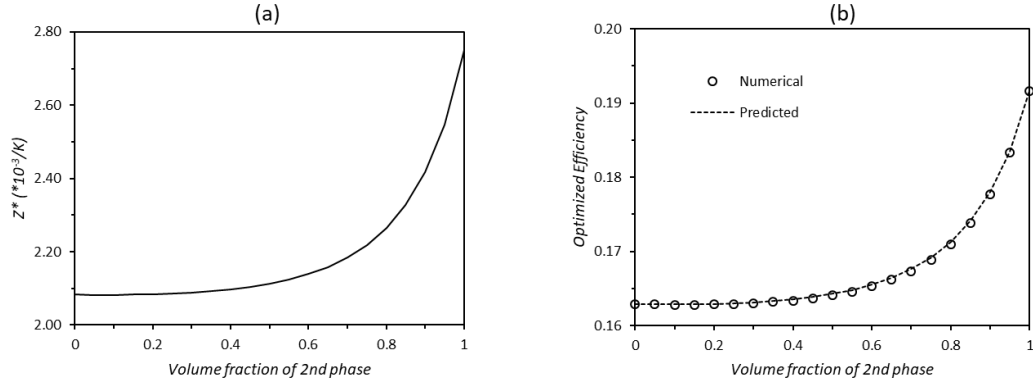 (a)
2.80
2.60
2.40
2.20
2.00
Z* (*10⁻³/K)
0
0.2
0.4
0.6
0.8
1
Volume fraction of 2nd phase
(b)
0.20
0.19
0.18
0.17
0.16
Optimized Efficiency
Numerical
Predicted
0
0.2
0.4
0.6
0.8
1
Volume fraction of 2nd phase